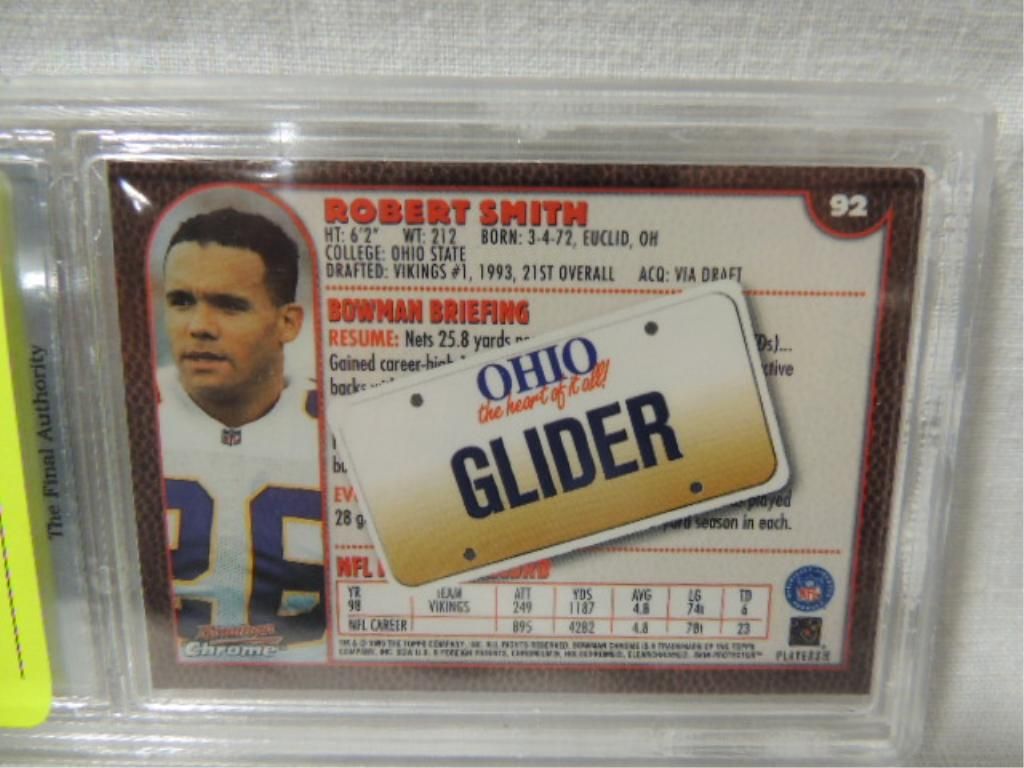 The Final Authority
92
ROBERT SMITH
HT: 6'2" WT: 212 BORN: 3-4-72, EUCLID, OH
COLLEGE: OHIO STATE
DRAFTED: VIKINGS #1, 1993, 21ST OVERALL ACQ: VIA DRAFT
BOWMAN BRIEFING
RESUME: Nets 25.8 yards
Gained career-high
backs
OHIO
the heart of it all!
GLIDER
played
28 g
season in each.
NFL
YR TEAM ATT YDS AVG LG TD
98 VIKINGS 249 1187 4.8 74t 6
NFL CAREER 895 4282 4.8 78t 23
Bowman
Chrome
NFL
PLAYERS